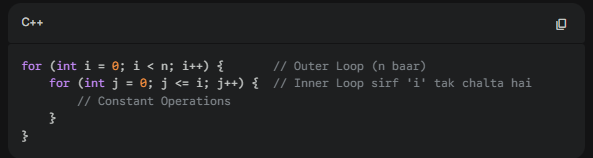 C++
for (int i = 0; i < n; i++) {       // Outer Loop (n baar)
    for (int j = 0; j <= i; j++) {  // Inner Loop sirf 'i' tak chalta hai
        // Constant Operations
    }
}